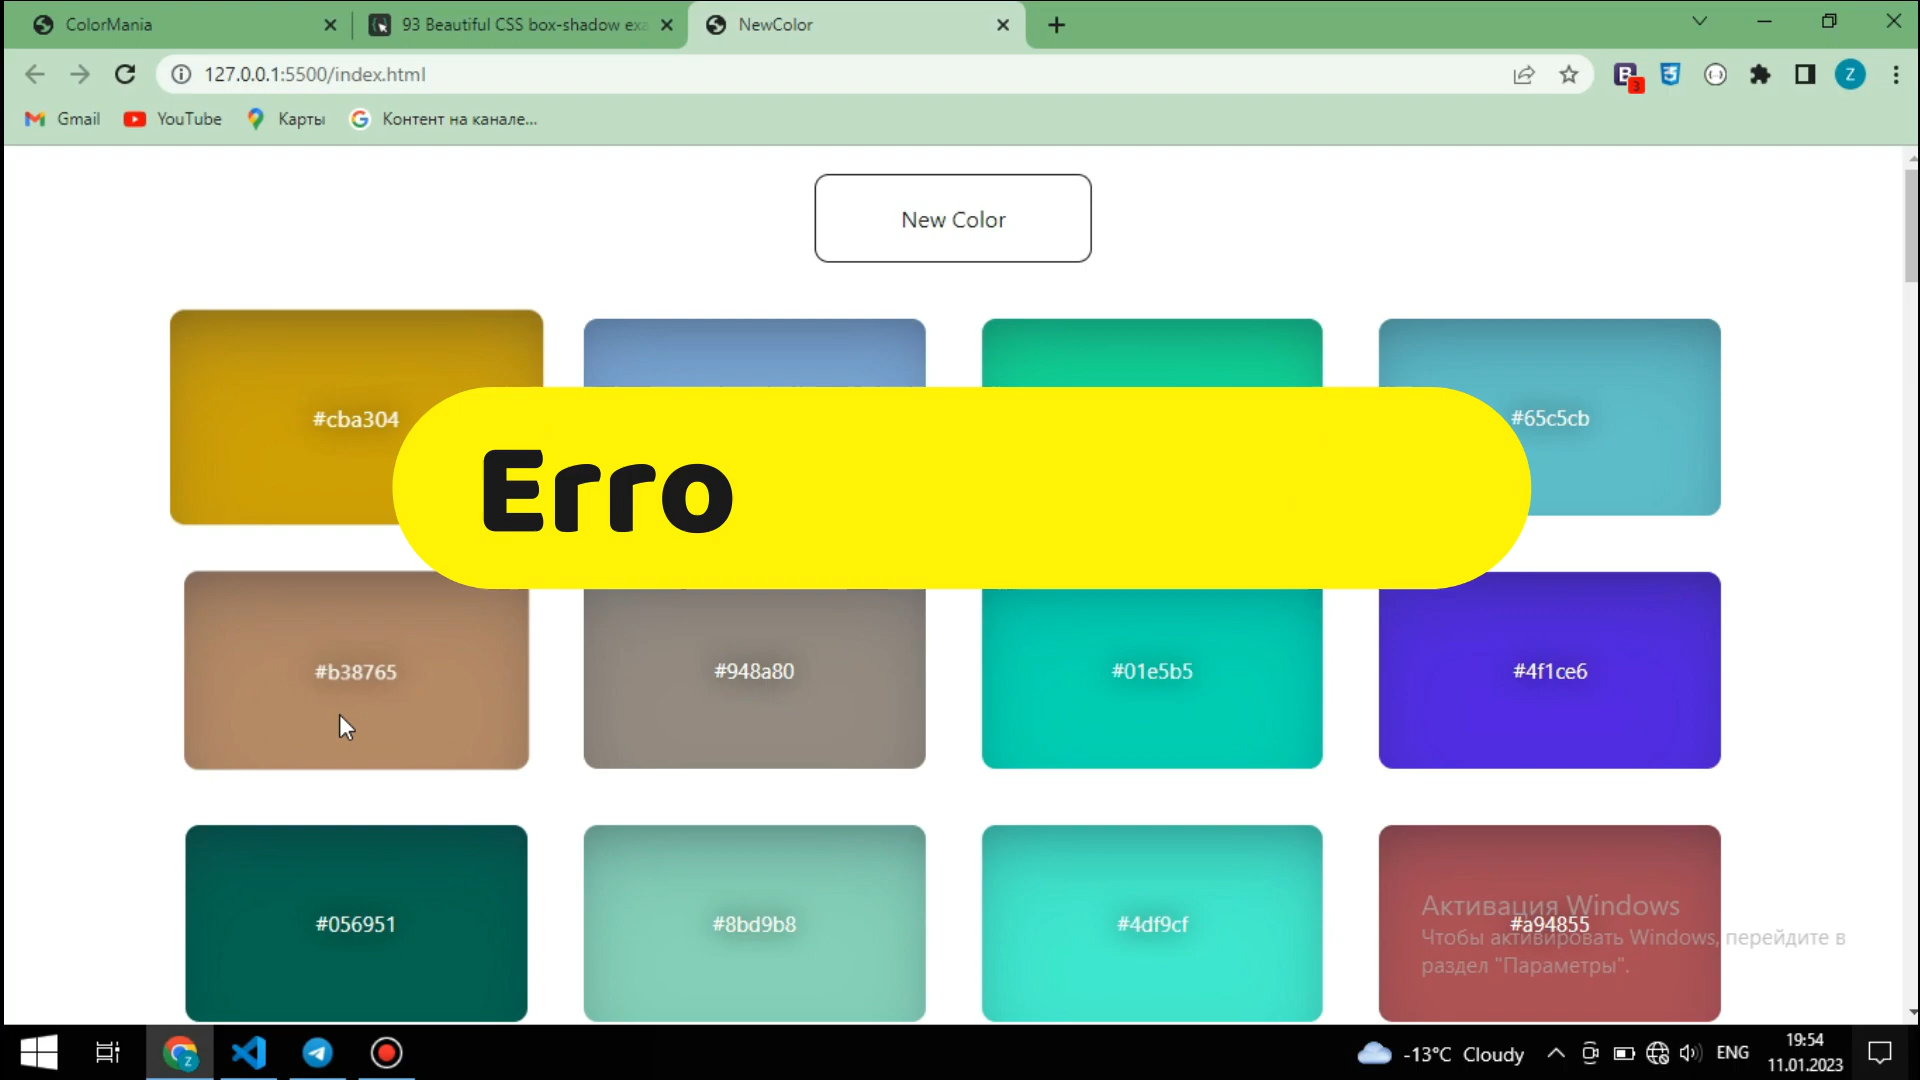 ColorMania
93 Beautiful CSS box-shadow exa
NewColor
127.0.0.1:5500/index.html
3
Z
Gmail
YouTube
Карты
Контент на канале...
New Color
#cba304
#65c5cb
Erro
#b38765
#948a80
#01e5b5
#4f1ce6
#056951
#8bd9b8
#4df9cf
#a94855
Активация Windows
Чтобы активировать Windows, перейдите в
раздел "Параметры".
-13°C Cloudy
ENG
19:54
11.01.2023